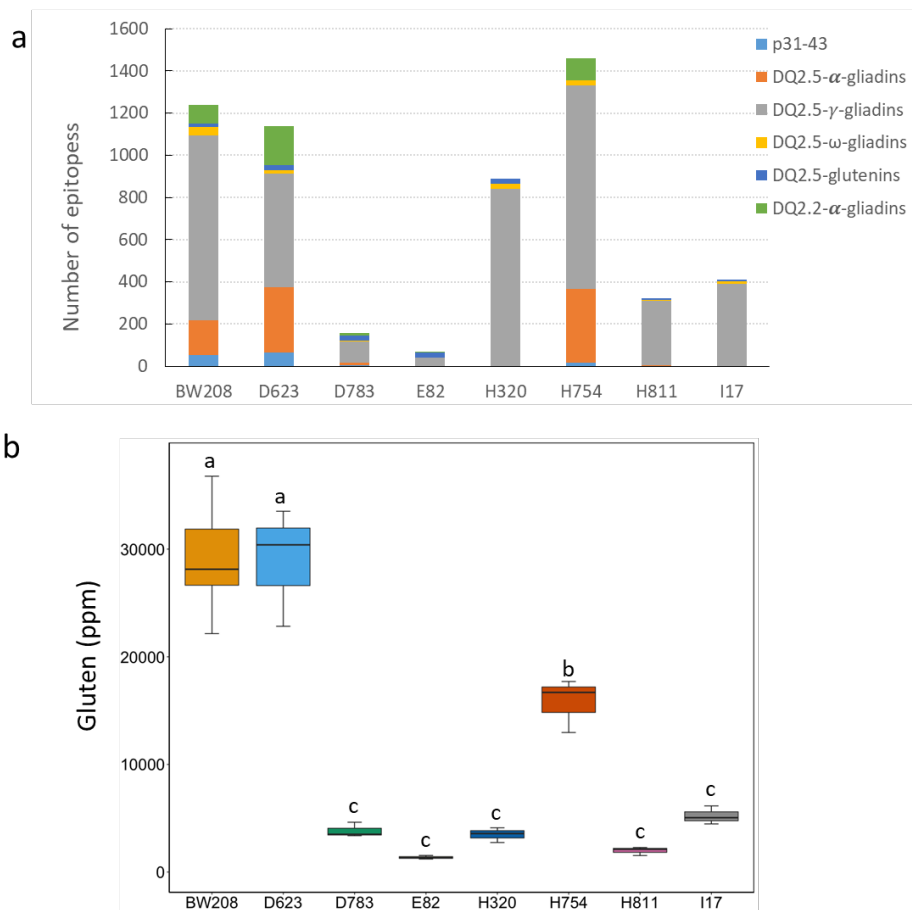 a
1600
1400
1200
1000
800
600
400
200
0
Number of epitopess
BW208 D623 D783 E82 H320 H754 H811 I17
p31-43
DQ2.5-α-gliadins
DQ2.5-γ-gliadins
DQ2.5-ω-gliadins
DQ2.5-glutenins
DQ2.2-α-gliadins
b
30000
20000
10000
0
Gluten (ppm)
a a c c c b c c
BW208 D623 D783 E82 H320 H754 H811 I17